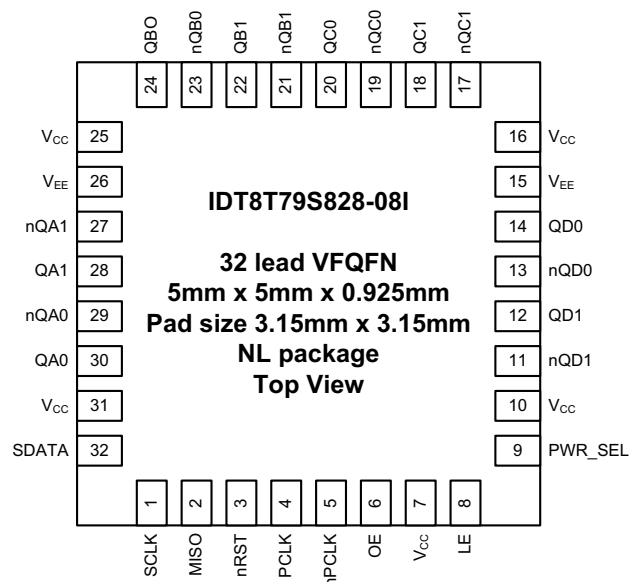 QBO nQB0 QB1 nQB1 QC0 nQC0 QC1 nQC1
24 23 22 21 20 19 18 17
VCC 25
VEE 26
nQA1 27
QA1 28
nQA0 29
QA0 30
VCC 31
SDATA 32
IDT8T79S828-08I
32 lead VFQFN
5mm x 5mm x 0.925mm
Pad size 3.15mm x 3.15mm
NL package
Top View
16 VCC
15 VEE
14 QD0
13 nQD0
12 QD1
11 nQD1
10 VCC
9 PWR_SEL
1 2 3 4 5 6 7 8
SCLK MISO nRST PCLK nPCLK OE VCC LE